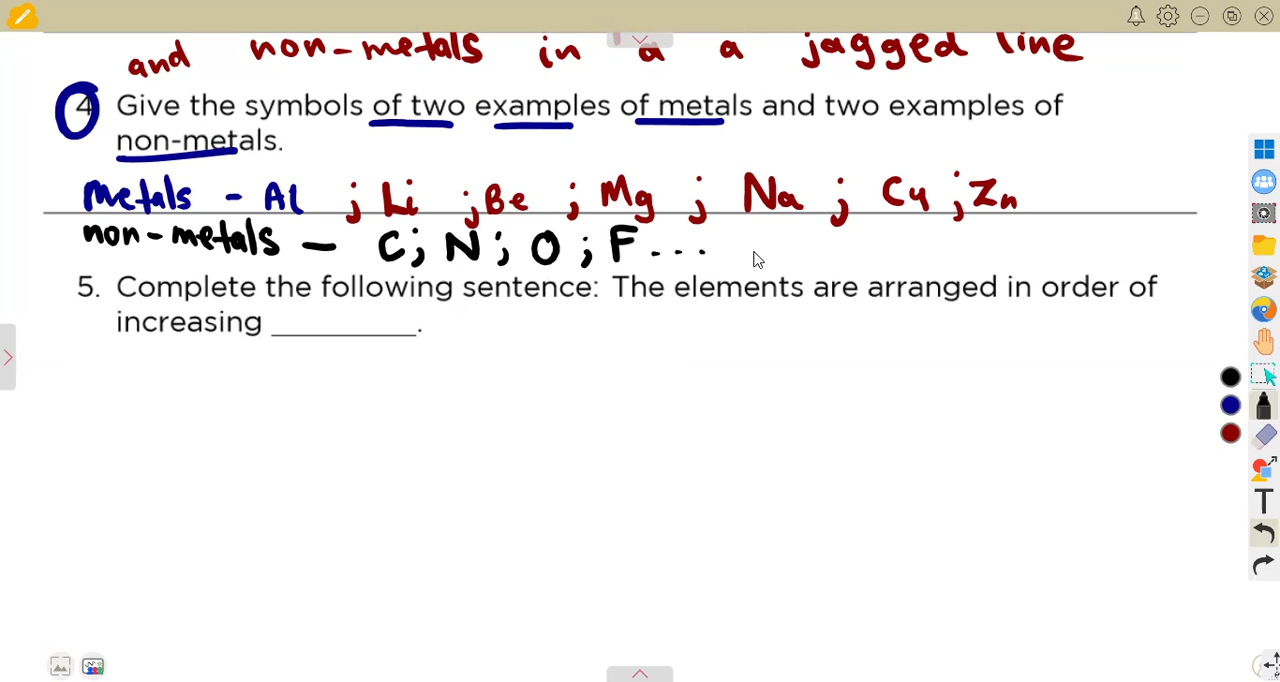 and non-metals in a a jagged line
4 Give the symbols of two examples of metals and two examples of
non-metals.
Metals - Al ; Li ; Be ; Mg ; Na ; Cu ; Zn
non-metals - C ; N ; O ; F ...
5. Complete the following sentence: The elements are arranged in order of
increasing __________.
T